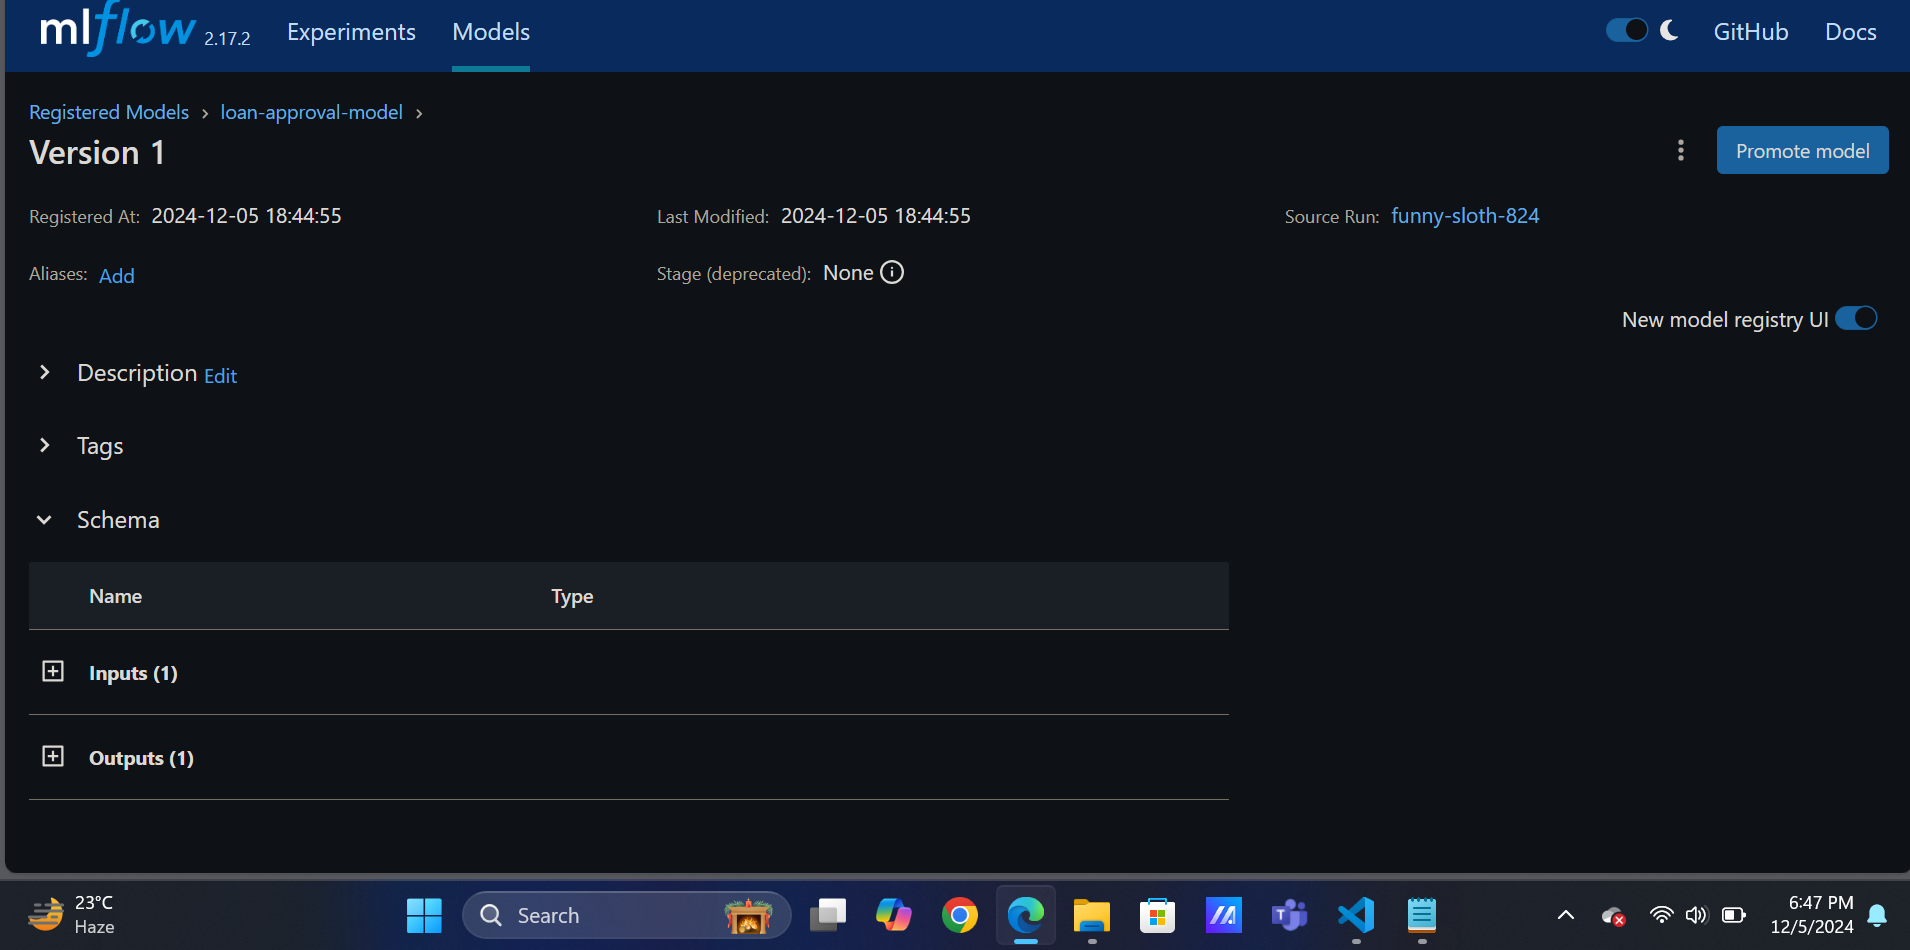 mlflow 2.17.2 Experiments Models GitHub Docs
Registered Models › loan-approval-model ›
Version 1 Promote model
Registered At: 2024-12-05 18:44:55 Last Modified: 2024-12-05 18:44:55 Source Run: funny-sloth-824
Aliases: Add Stage (deprecated): None
New model registry UI
Description Edit
Tags
Schema
Name Type
Inputs (1)
Outputs (1)
23°C
Haze
Search
6:47 PM
12/5/2024